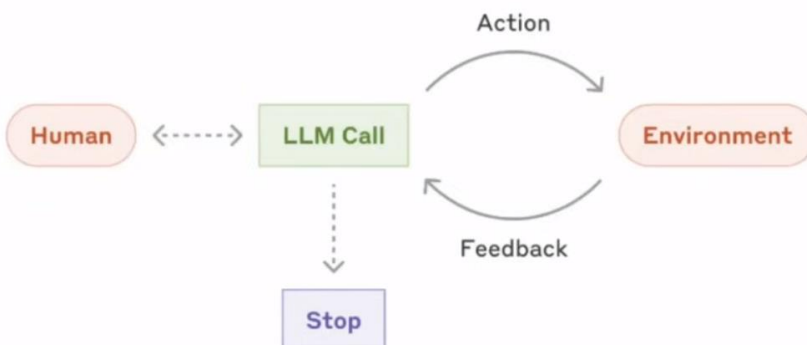 Action
Human
LLM Call
Environment
Feedback
Stop